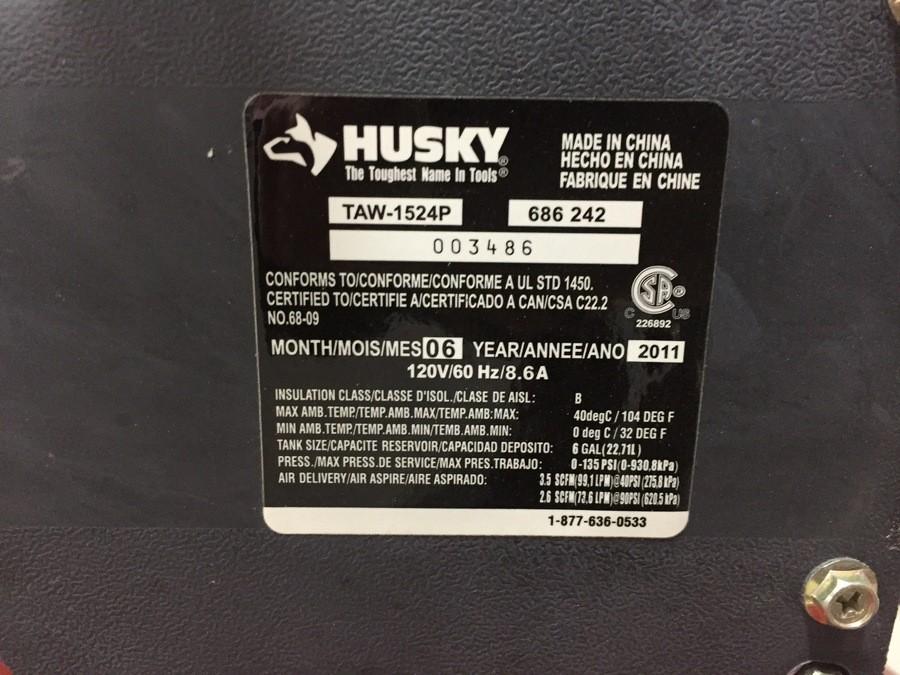 HUSKY®
The Toughest Name In Tools®
MADE IN CHINA
HECHO EN CHINA
FABRIQUE EN CHINE
TAW-1524P
686 242
003486
CONFORMS TO/CONFORME/CONFORME A UL STD 1450.
CERTIFIED TO/CERTIFIE A/CERTIFICADO A CAN/CSA C22.2
NO.68-09
C SA® US
226892
MONTH/MOIS/MES 06 YEAR/ANNEE/ANO 2011
120V/60 Hz/8.6A
INSULATION CLASS/CLASSE D'ISOL./CLASE DE AISL: B
MAX AMB.TEMP./TEMP.AMB.MAX/TEMP.AMB:MAX: 40degC / 104 DEG F
MIN AMB.TEMP./TEMP.AMB.MIN/TEMB.AMB.MIN: 0 deg C / 32 DEG F
TANK SIZE/CAPACITE RESERVOIR/CAPACIDAD DEPOSITO: 6 GAL(22,71L)
PRESS./MAX PRESS.DE SERVICE/MAX PRES.TRABAJO: 0-135 PSI(0-930.8kPa)
AIR DELIVERY/AIR ASPIRE/AIRE ASPIRADO: 3.5 SCFM(99,1 LPM)@40PSI (275,8 kPa)
2.6 SCFM(73,6 LPM)@90PSI (620,5 kPa)
1-877-636-0533